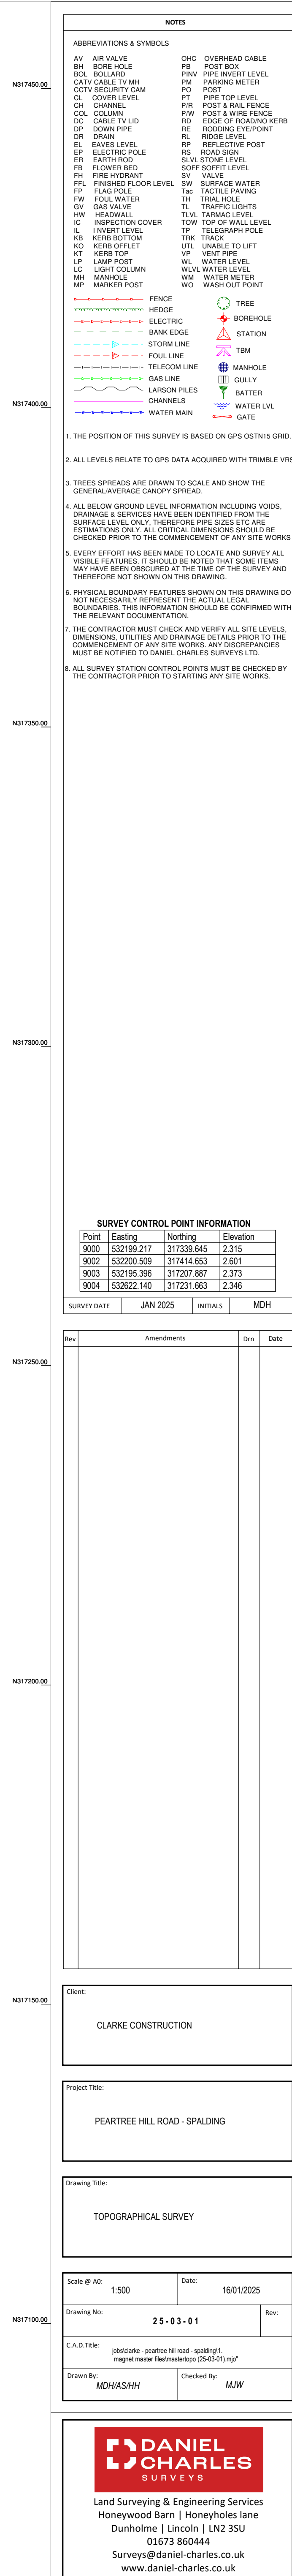 NOTES
ABBREVIATIONS & SYMBOLS
AV AIR VALVE
BH BORE HOLE
BOL BOLLARD
CATV CABLE TV MH
CCTV SECURITY CAM
CL COVER LEVEL
CH CHANNEL
COL COLUMN
DC CABLE TV LID
DP DOWN PIPE
DR DRAIN
EL EAVES LEVEL
EP ELECTRIC POLE
ER EARTH ROD
FB FLOWER BED
FH FIRE HYDRANT
FFL FINISHED FLOOR LEVEL
FP FLAG POLE
FW FOUL WATER
GV GAS VALVE
HW HEADWALL
IC INSPECTION COVER
IL I NVERT LEVEL
KB KERB BOTTOM
KO KERB OFFLET
KT KERB TOP
LP LAMP POST
LC LIGHT COLUMN
MH MANHOLE
MP MARKER POST
OHC OVERHEAD CABLE
PB POST BOX
PINV PIPE INVERT LEVEL
PM PARKING METER
PO POST
PT PIPE TOP LEVEL
P/R POST & RAIL FENCE
P/W POST & WIRE FENCE
RD EDGE OF ROAD/NO KERB
RE RODDING EYE/POINT
RL RIDGE LEVEL
RP REFLECTIVE POST
RS ROAD SIGN
SLVL STONE LEVEL
SOFF SOFFIT LEVEL
SV VALVE
SW SURFACE WATER
Tac TACTILE PAVING
TH TRIAL HOLE
TL TRAFFIC LIGHTS
TLVL TARMAC LEVEL
TOW TOP OF WALL LEVEL
TP TELEGRAPH POLE
TRK TRACK
UTL UNABLE TO LIFT
VP VENT PIPE
WL WATER LEVEL
WLVL WATER LEVEL
WM WATER METER
WO WASH OUT POINT
FENCE
HEDGE
ELECTRIC
BANK EDGE
STORM LINE
FOUL LINE
TELECOM LINE
GAS LINE
LARSON PILES
CHANNELS
WATER MAIN
TREE
BOREHOLE
STATION
TBM
MANHOLE
GULLY
BATTER
WATER LVL
GATE
1. THE POSITION OF THIS SURVEY IS BASED ON GPS OSTN15 GRID.
2. ALL LEVELS RELATE TO GPS DATA ACQUIRED WITH TRIMBLE VRS
3. TREES SPREADS ARE DRAWN TO SCALE AND SHOW THE
GENERAL/AVERAGE CANOPY SPREAD.
4. ALL BELOW GROUND LEVEL INFORMATION INCLUDING VOIDS,
DRAINAGE & SERVICES HAVE BEEN IDENTIFIED FROM THE
SURFACE LEVEL ONLY, THEREFORE PIPE SIZES ETC ARE
ESTIMATIONS ONLY. ALL CRITICAL DIMENSIONS SHOULD BE
CHECKED PRIOR TO THE COMMENCEMENT OF ANY SITE WORKS
5. EVERY EFFORT HAS BEEN MADE TO LOCATE AND SURVEY ALL
VISIBLE FEATURES. IT SHOULD BE NOTED THAT SOME ITEMS
MAY HAVE BEEN OBSCURED AT THE TIME OF THE SURVEY AND
THEREFORE NOT SHOWN ON THIS DRAWING.
6. PHYSICAL BOUNDARY FEATURES SHOWN ON THIS DRAWING DO
NOT NECESSARILY REPRESENT THE ACTUAL LEGAL
BOUNDARIES. THIS INFORMATION SHOULD BE CONFIRMED WITH
THE RELEVANT DOCUMENTATION.
7. THE CONTRACTOR MUST CHECK AND VERIFY ALL SITE LEVELS,
DIMENSIONS, UTILITIES AND DRAINAGE DETAILS PRIOR TO THE
COMMENCEMENT OF ANY SITE WORKS. ANY DISCREPANCIES
MUST BE NOTIFIED TO DANIEL CHARLES SURVEYS LTD.
8. ALL SURVEY STATION CONTROL POINTS MUST BE CHECKED BY
THE CONTRACTOR PRIOR TO STARTING ANY SITE WORKS.
N317450.00
N317400.00
N317350.00
N317300.00
N317250.00
N317200.00
N317150.00
N317100.00
SURVEY CONTROL POINT INFORMATION
Point Easting Northing Elevation
9000 532199.217 317339.645 2.315
9002 532200.509 317414.653 2.601
9003 532195.396 317207.887 2.373
9004 532622.140 317231.663 2.346
SURVEY DATE JAN 2025 INITIALS MDH
Rev Amendments Drn Date
Client:
CLARKE CONSTRUCTION
Project Title:
PEARTREE HILL ROAD - SPALDING
Drawing Title:
TOPOGRAPHICAL SURVEY
Scale @ A0:
1:500
Date:
16/01/2025
Drawing No:
25-03-01
Rev:
C.A.D.Title:
jobs\clarke - peartree hill road - spalding\1.
magnet master files\mastertopo (25-03-01).mjo"
Drawn By:
MDH/AS/HH
Checked By:
MJW
DANIEL
CHARLES
SURVEYS
Land Surveying & Engineering Services
Honeywood Barn | Honeyholes lane
Dunholme | Lincoln | LN2 3SU
01673 860444
Surveys@daniel-charles.co.uk
www.daniel-charles.co.uk